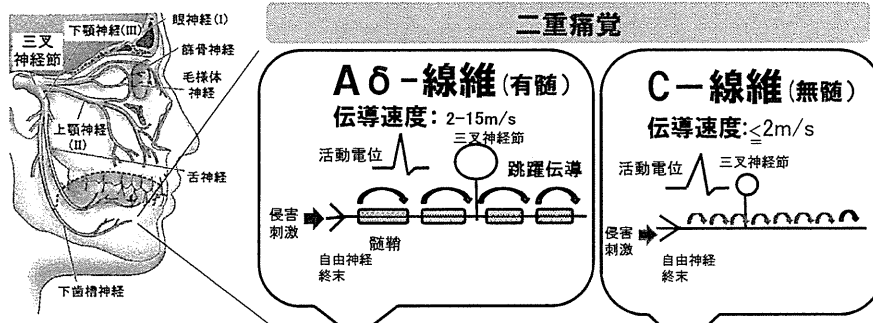 二重痛覚
三叉
神経節
下顎神経(III)
眼神経(I)
篩骨神経
毛様体
神経
上顎神経
(II)
舌神経
下歯槽神経
Aδ-線維(有髄)
伝導速度: 2-15m/s
三叉神経節
活動電位
跳躍伝導
侵害
刺激
髄鞘
自由神経
終末
C-線維(無髄)
伝導速度:≦2m/s
活動電位
三叉神経節
侵害
刺激
自由神経
終末